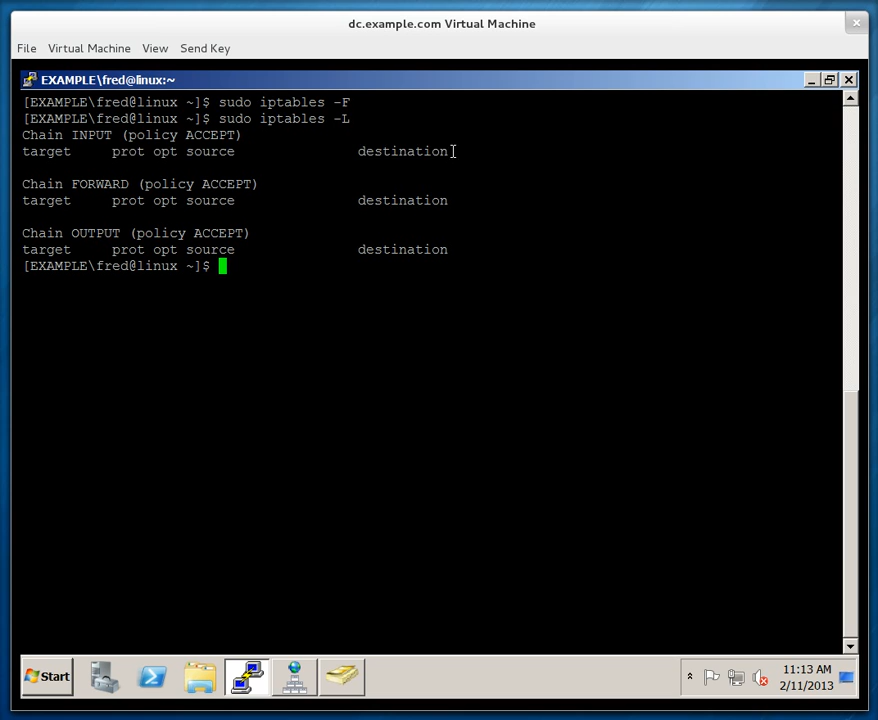 dc.example.com Virtual Machine
File Virtual Machine View Send Key
EXAMPLE\fred@linux:~
[EXAMPLE\fred@linux ~]$ sudo iptables -F
[EXAMPLE\fred@linux ~]$ sudo iptables -L
Chain INPUT (policy ACCEPT)
target     prot opt source               destination

Chain FORWARD (policy ACCEPT)
target     prot opt source               destination

Chain OUTPUT (policy ACCEPT)
target     prot opt source               destination
[EXAMPLE\fred@linux ~]$
Start
11:13 AM
2/11/2013